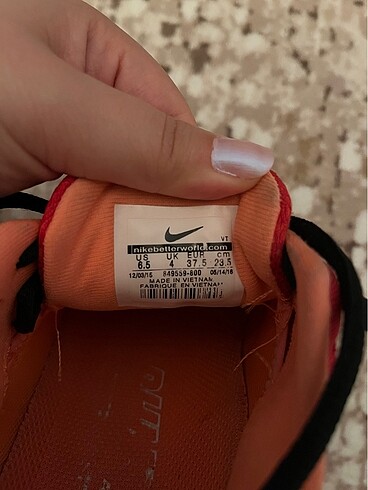 VT
nikebetterworld.com
US UK EUR cm
6.5 4 37.5 23.5
12/03/15 849559-800 05/14/16
MADE IN VIETNAM
FABRIQUE EN VIETNAM